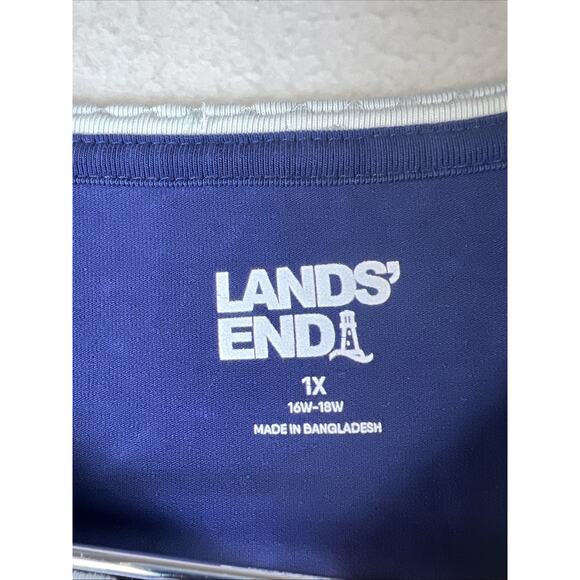 LANDS'
END
1X
16W-18W
MADE IN BANGLADESH